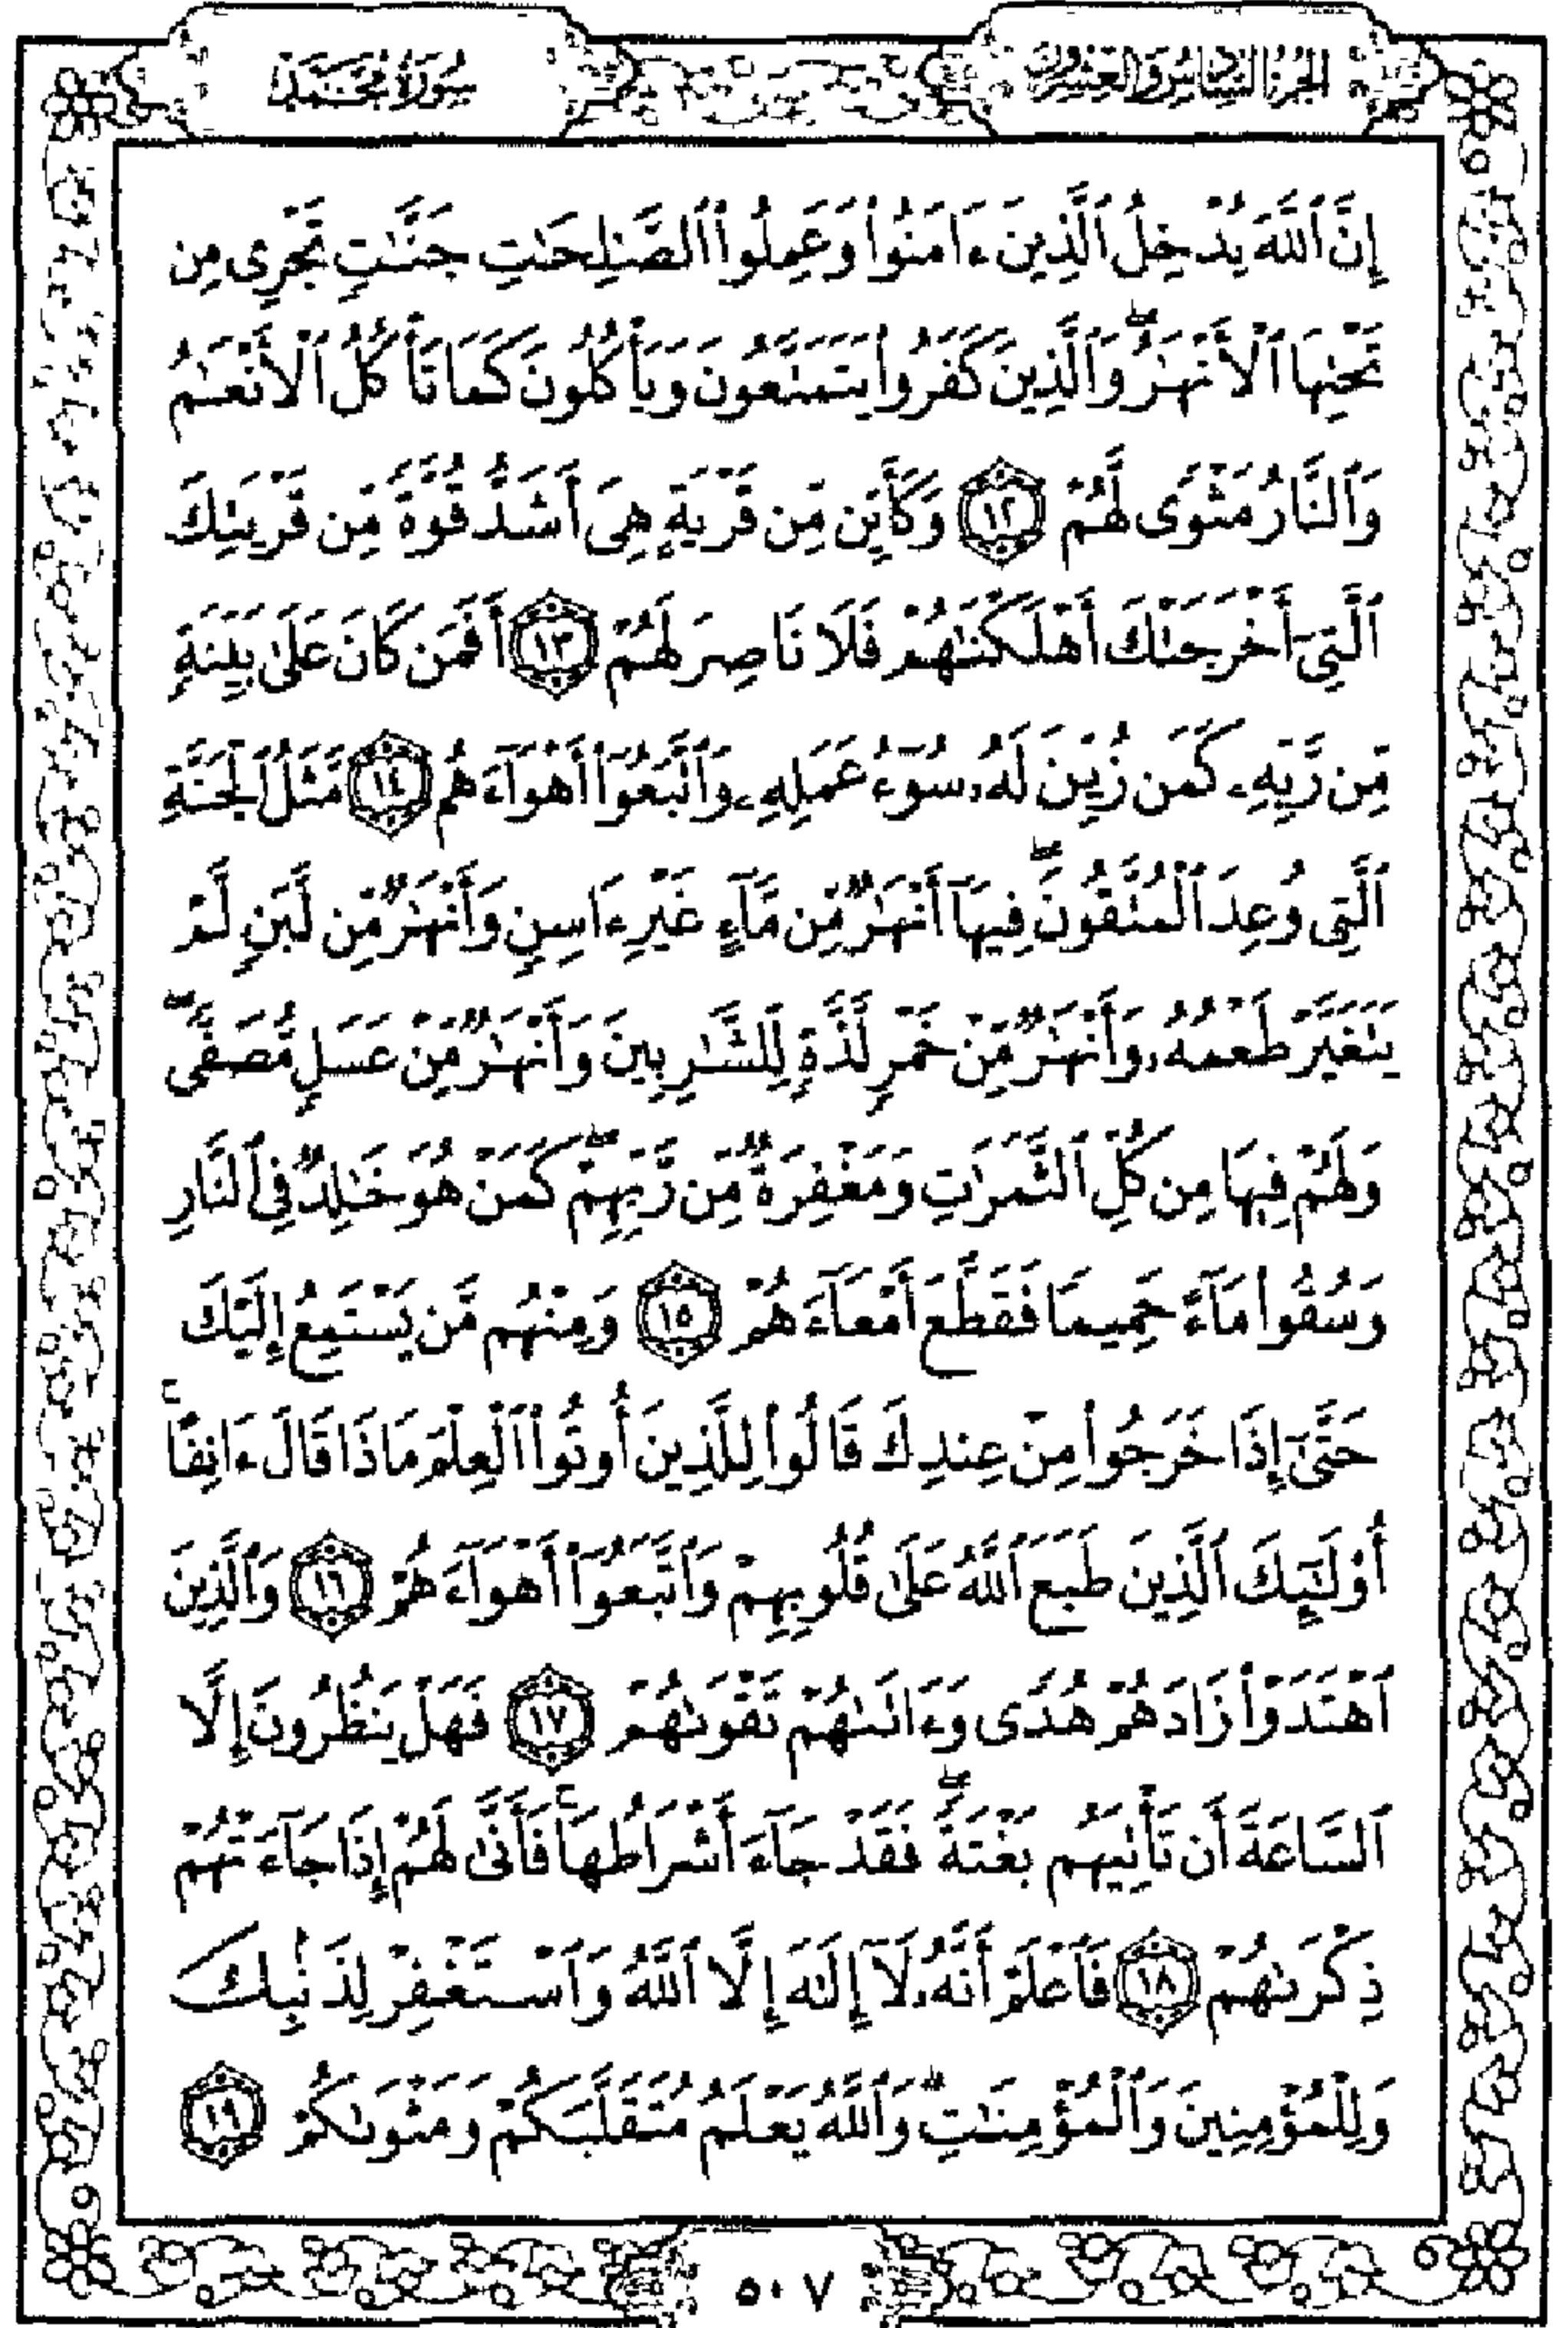 الجزء السادس والعشرون
سورة محمد
إِنَّ ٱللَّهَ يُدْخِلُ ٱلَّذِينَ ءَامَنُوا۟ وَعَمِلُوا۟ ٱلصَّـٰلِحَـٰتِ جَنَّـٰتٍ تَجْرِى مِن
تَحْتِهَا ٱلْأَنْهَـٰرُ ۖ وَٱلَّذِينَ كَفَرُوا۟ يَتَمَتَّعُونَ وَيَأْكُلُونَ كَمَا تَأْكُلُ ٱلْأَنْعَـٰمُ
وَٱلنَّارُ مَثْوًى لَّهُمْ ١٢ وَكَأَيِّن مِّن قَرْيَةٍ هِىَ أَشَدُّ قُوَّةً مِّن قَرْيَتِكَ
ٱلَّتِىٓ أَخْرَجَتْكَ أَهْلَكْنَـٰهُمْ فَلَا نَاصِرَ لَهُمْ ١٣ أَفَمَن كَانَ عَلَىٰ بَيِّنَةٍ
مِّن رَّبِّهِۦ كَمَن زُيِّنَ لَهُۥ سُوٓءُ عَمَلِهِۦ وَٱتَّبَعُوٓا۟ أَهْوَآءَهُم ١٤ مَّثَلُ ٱلْجَنَّةِ
ٱلَّتِى وُعِدَ ٱلْمُتَّقُونَ ۖ فِيهَآ أَنْهَـٰرٌ مِّن مَّآءٍ غَيْرِ ءَاسِنٍ وَأَنْهَـٰرٌ مِّن لَّبَنٍ لَّمْ
يَتَغَيَّرْ طَعْمُهُۥ وَأَنْهَـٰرٌ مِّنْ خَمْرٍ لَّذَّةٍ لِّلشَّـٰرِبِينَ وَأَنْهَـٰرٌ مِّنْ عَسَلٍ مُّصَفًّى ۖ
وَلَهُمْ فِيهَا مِن كُلِّ ٱلثَّمَرَٰتِ وَمَغْفِرَةٌ مِّن رَّبِّهِمْ ۖ كَمَنْ هُوَ خَـٰلِدٌ فِى ٱلنَّارِ
وَسُقُوا۟ مَآءً حَمِيمًا فَقَطَّعَ أَمْعَآءَهُمْ ١٥ وَمِنْهُم مَّن يَسْتَمِعُ إِلَيْكَ
حَتَّىٰٓ إِذَا خَرَجُوا۟ مِنْ عِندِكَ قَالُوا۟ لِلَّذِينَ أُوتُوا۟ ٱلْعِلْمَ مَاذَا قَالَ ءَانِفًا ۚ
أُو۟لَـٰٓئِكَ ٱلَّذِينَ طَبَعَ ٱللَّهُ عَلَىٰ قُلُوبِهِمْ وَٱتَّبَعُوٓا۟ أَهْوَآءَهُمْ ١٦ وَٱلَّذِينَ
ٱهْتَدَوْا۟ زَادَهُمْ هُدًى وَءَاتَىٰهُمْ تَقْوَىٰهُمْ ١٧ فَهَلْ يَنظُرُونَ إِلَّا
ٱلسَّاعَةَ أَن تَأْتِيَهُم بَغْتَةً ۖ فَقَدْ جَآءَ أَشْرَاطُهَا ۚ فَأَنَّىٰ لَهُمْ إِذَا جَآءَتْهُمْ
ذِكْرَىٰهُمْ ١٨ فَٱعْلَمْ أَنَّهُۥ لَآ إِلَـٰهَ إِلَّا ٱللَّهُ وَٱسْتَغْفِرْ لِذَنۢبِكَ
وَلِلْمُؤْمِنِينَ وَٱلْمُؤْمِنَـٰتِ ۗ وَٱللَّهُ يَعْلَمُ مُتَقَلَّبَكُمْ وَمَثْوَىٰكُمْ ١٩
٥٠٧